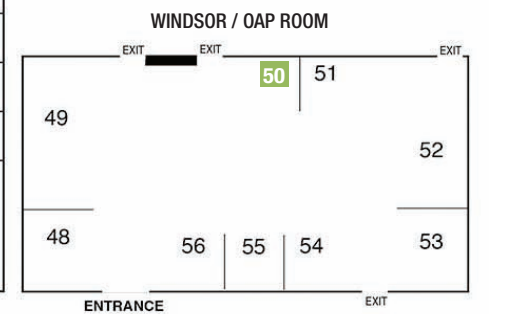 WINDSOR / OAP ROOM
EXIT
EXIT
EXIT
50
51
49
52
48
56
55
54
53
ENTRANCE
EXIT